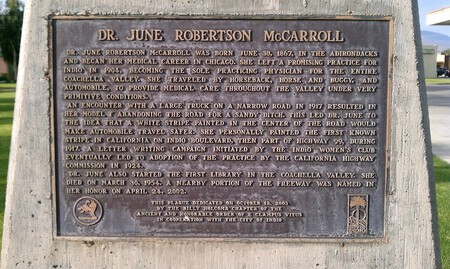 DR. JUNE ROBERTSON McCARROLL
DR. JUNE ROBERTSON McCARROLL WAS BORN JUNE 30, 1867, IN THE ADIRONDACKS
AND BEGAN HER MEDICAL CAREER IN CHICAGO. SHE LEFT A PROMISING PRACTICE FOR
INDIO IN 1904, BECOMING THE SOLE PRACTICING PHYSICIAN FOR THE ENTIRE
COACHELLA VALLEY. SHE TRAVELED BY HORSEBACK, HORSE AND BUGGY, AND
AUTOMOBILE, TO PROVIDE MEDICAL CARE THROUGHOUT THE VALLEY UNDER VERY
PRIMITIVE CONDITIONS.
AN ENCOUNTER WITH A LARGE TRUCK ON A NARROW ROAD IN 1917 RESULTED IN
HER MODEL T ABANDONING THE ROAD FOR A SANDY DITCH. THIS LED DR. JUNE TO
THE IDEA THAT A WHITE STRIPE PAINTED IN THE CENTER OF THE ROAD WOULD
MAKE AUTOMOBILE TRAVEL SAFER. SHE PERSONALLY PAINTED THE FIRST KNOWN
STRIPE IN CALIFORNIA ON INDIO BOULEVARD, THEN PART OF HIGHWAY 99, DURING
1917. A LETTER WRITING CAMPAIGN INITIATED BY THE INDIO WOMEN'S CLUB
EVENTUALLY LED TO ADOPTION OF THE PRACTICE BY THE CALIFORNIA HIGHWAY
COMMISSION IN 1924.
DR. JUNE ALSO STARTED THE FIRST LIBRARY IN THE COACHELLA VALLEY. SHE
DIED ON MARCH 30, 1954. A NEARBY PORTION OF THE FREEWAY WAS NAMED IN
HER HONOR ON APRIL 24, 2002.
THIS PLAQUE DEDICATED ON OCTOBER 12, 2003
BY THE BILLY HOLCOMB CHAPTER OF THE
ANCIENT AND HONORABLE ORDER OF E CLAMPUS VITUS
IN COOPERATION WITH THE CITY OF INDIO